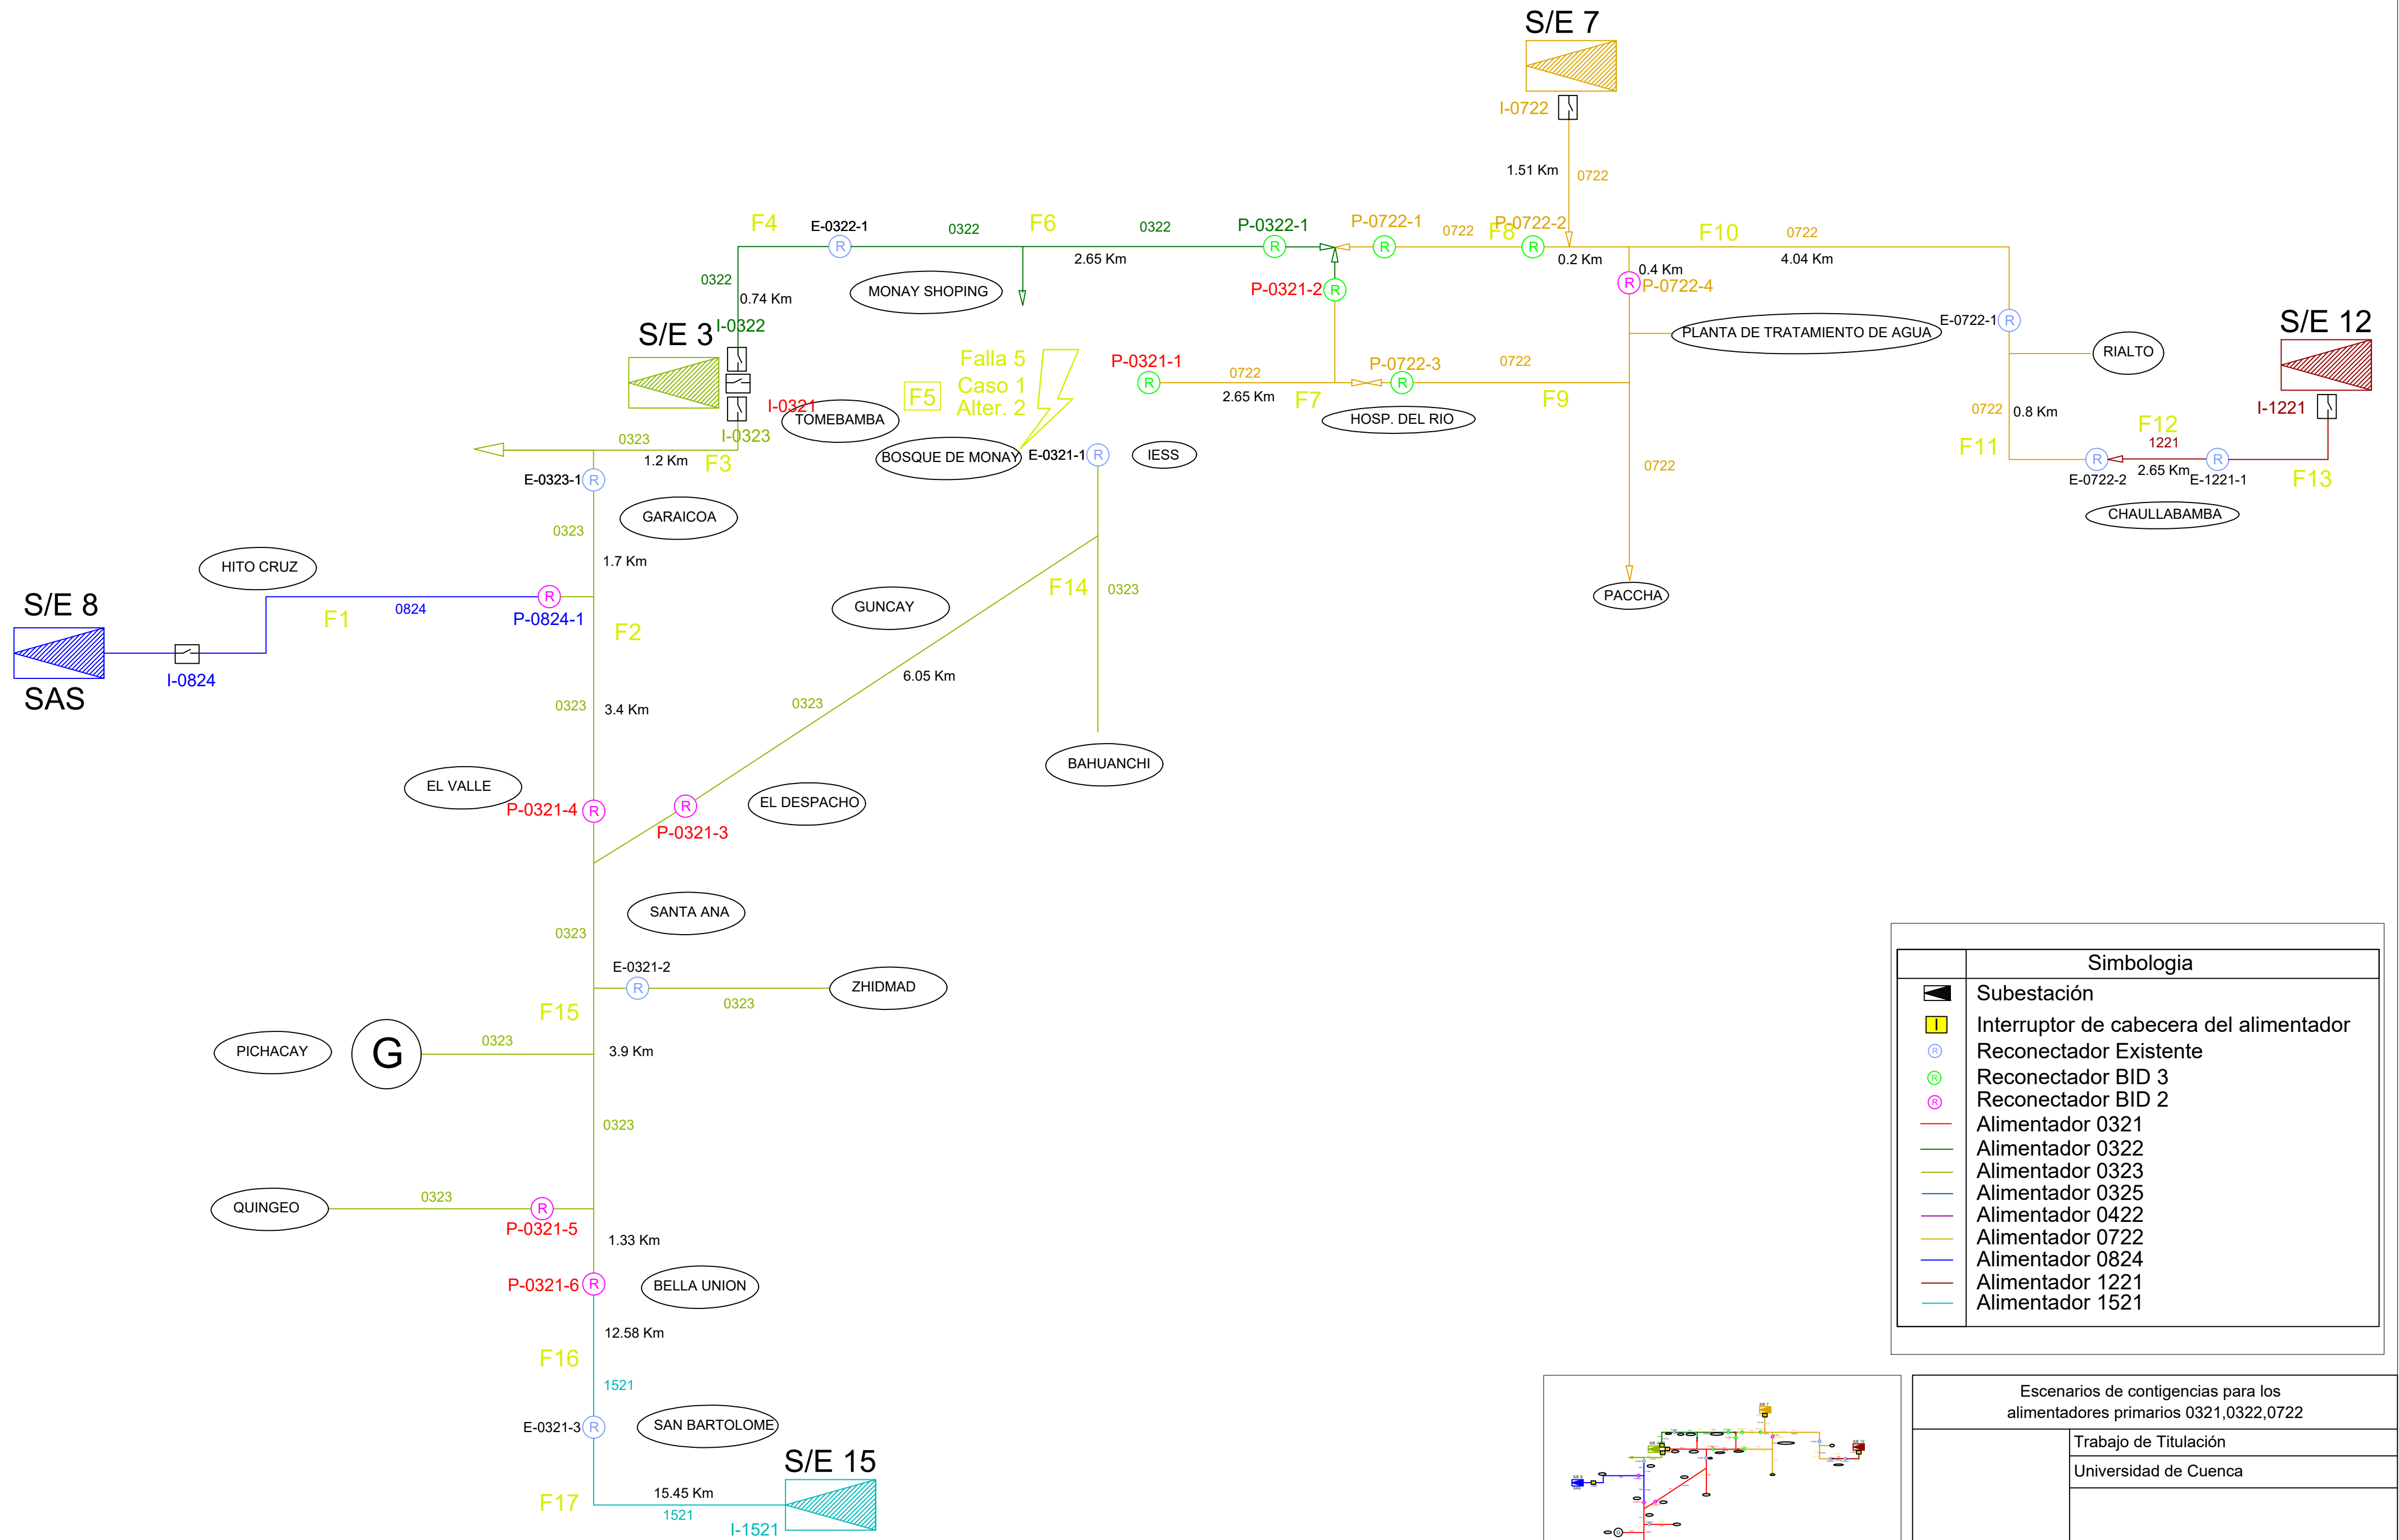 S/E 7
I-0722
1.51 Km
0722
F4
E-0322-1
0322
F6
0322
P-0322-1
P-0722-1
0722
F8
P-0722-2
F10
0722
2.65 Km
0.2 Km
0.4 Km
4.04 Km
0322
0.74 Km
MONAY SHOPING
P-0321-2
P-0722-4
S/E 3
I-0322
PLANTA DE TRATAMIENTO DE AGUA
E-0722-1
S/E 12
RIALTO
Falla 5
Caso 1
Alter. 2
F5
P-0321-1
0722
2.65 Km
F7
P-0722-3
0722
F9
HOSP. DEL RIO
I-0321
TOMEBAMBA
I-0323
0722
0.8 Km
I-1221
F12
1221
0323
1.2 Km
F3
BOSQUE DE MONAY
E-0321-1
IESS
0722
F11
E-0722-2
2.65 Km
E-1221-1
F13
E-0323-1
GARAICOA
CHAULLABAMBA
0323
1.7 Km
HITO CRUZ
F14
0323
S/E 8
F1
0824
P-0824-1
F2
GUNCAY
PACCHA
I-0824
SAS
6.05 Km
0323
3.4 Km
0323
BAHUANCHI
EL VALLE
P-0321-4
P-0321-3
EL DESPACHO
SANTA ANA
0323
E-0321-2
ZHIDMAD
0323
F15
PICHACAY
G
0323
3.9 Km
0323
QUINGEO
0323
P-0321-5
1.33 Km
P-0321-6
BELLA UNION
12.58 Km
F16
1521
E-0321-3
SAN BARTOLOME
S/E 15
F17
15.45 Km
1521
I-1521
Simbologia
Subestación
I
Interruptor de cabecera del alimentador
R
Reconectador Existente
R
Reconectador BID 3
R
Reconectador BID 2
Alimentador 0321
Alimentador 0322
Alimentador 0323
Alimentador 0325
Alimentador 0422
Alimentador 0722
Alimentador 0824
Alimentador 1221
Alimentador 1521
Escenarios de contigencias para los
alimentadores primarios 0321,0322,0722
Trabajo de Titulación
Universidad de Cuenca